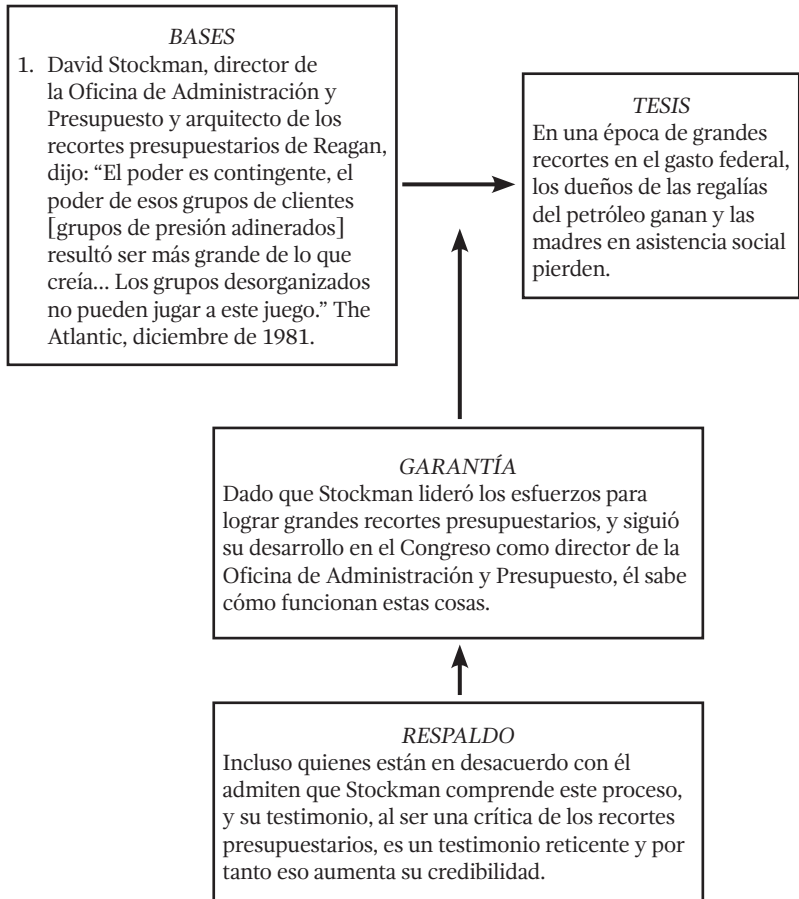 BASES
1. David Stockman, director de
la Oficina de Administración y
Presupuesto y arquitecto de los
recortes presupuestarios de Reagan,
dijo: “El poder es contingente, el
poder de esos grupos de clientes
[grupos de presión adinerados]
resultó ser más grande de lo que
creía... Los grupos desorganizados
no pueden jugar a este juego.” The
Atlantic, diciembre de 1981.
TESIS
En una época de grandes
recortes en el gasto federal,
los dueños de las regalías
del petróleo ganan y las
madres en asistencia social
pierden.
GARANTÍA
Dado que Stockman lideró los esfuerzos para
lograr grandes recortes presupuestarios, y siguió
su desarrollo en el Congreso como director de la
Oficina de Administración y Presupuesto, él sabe
cómo funcionan estas cosas.
RESPALDO
Incluso quienes están en desacuerdo con él
admiten que Stockman comprende este proceso,
y su testimonio, al ser una crítica de los recortes
presupuestarios, es un testimonio reticente y por
tanto eso aumenta su credibilidad.